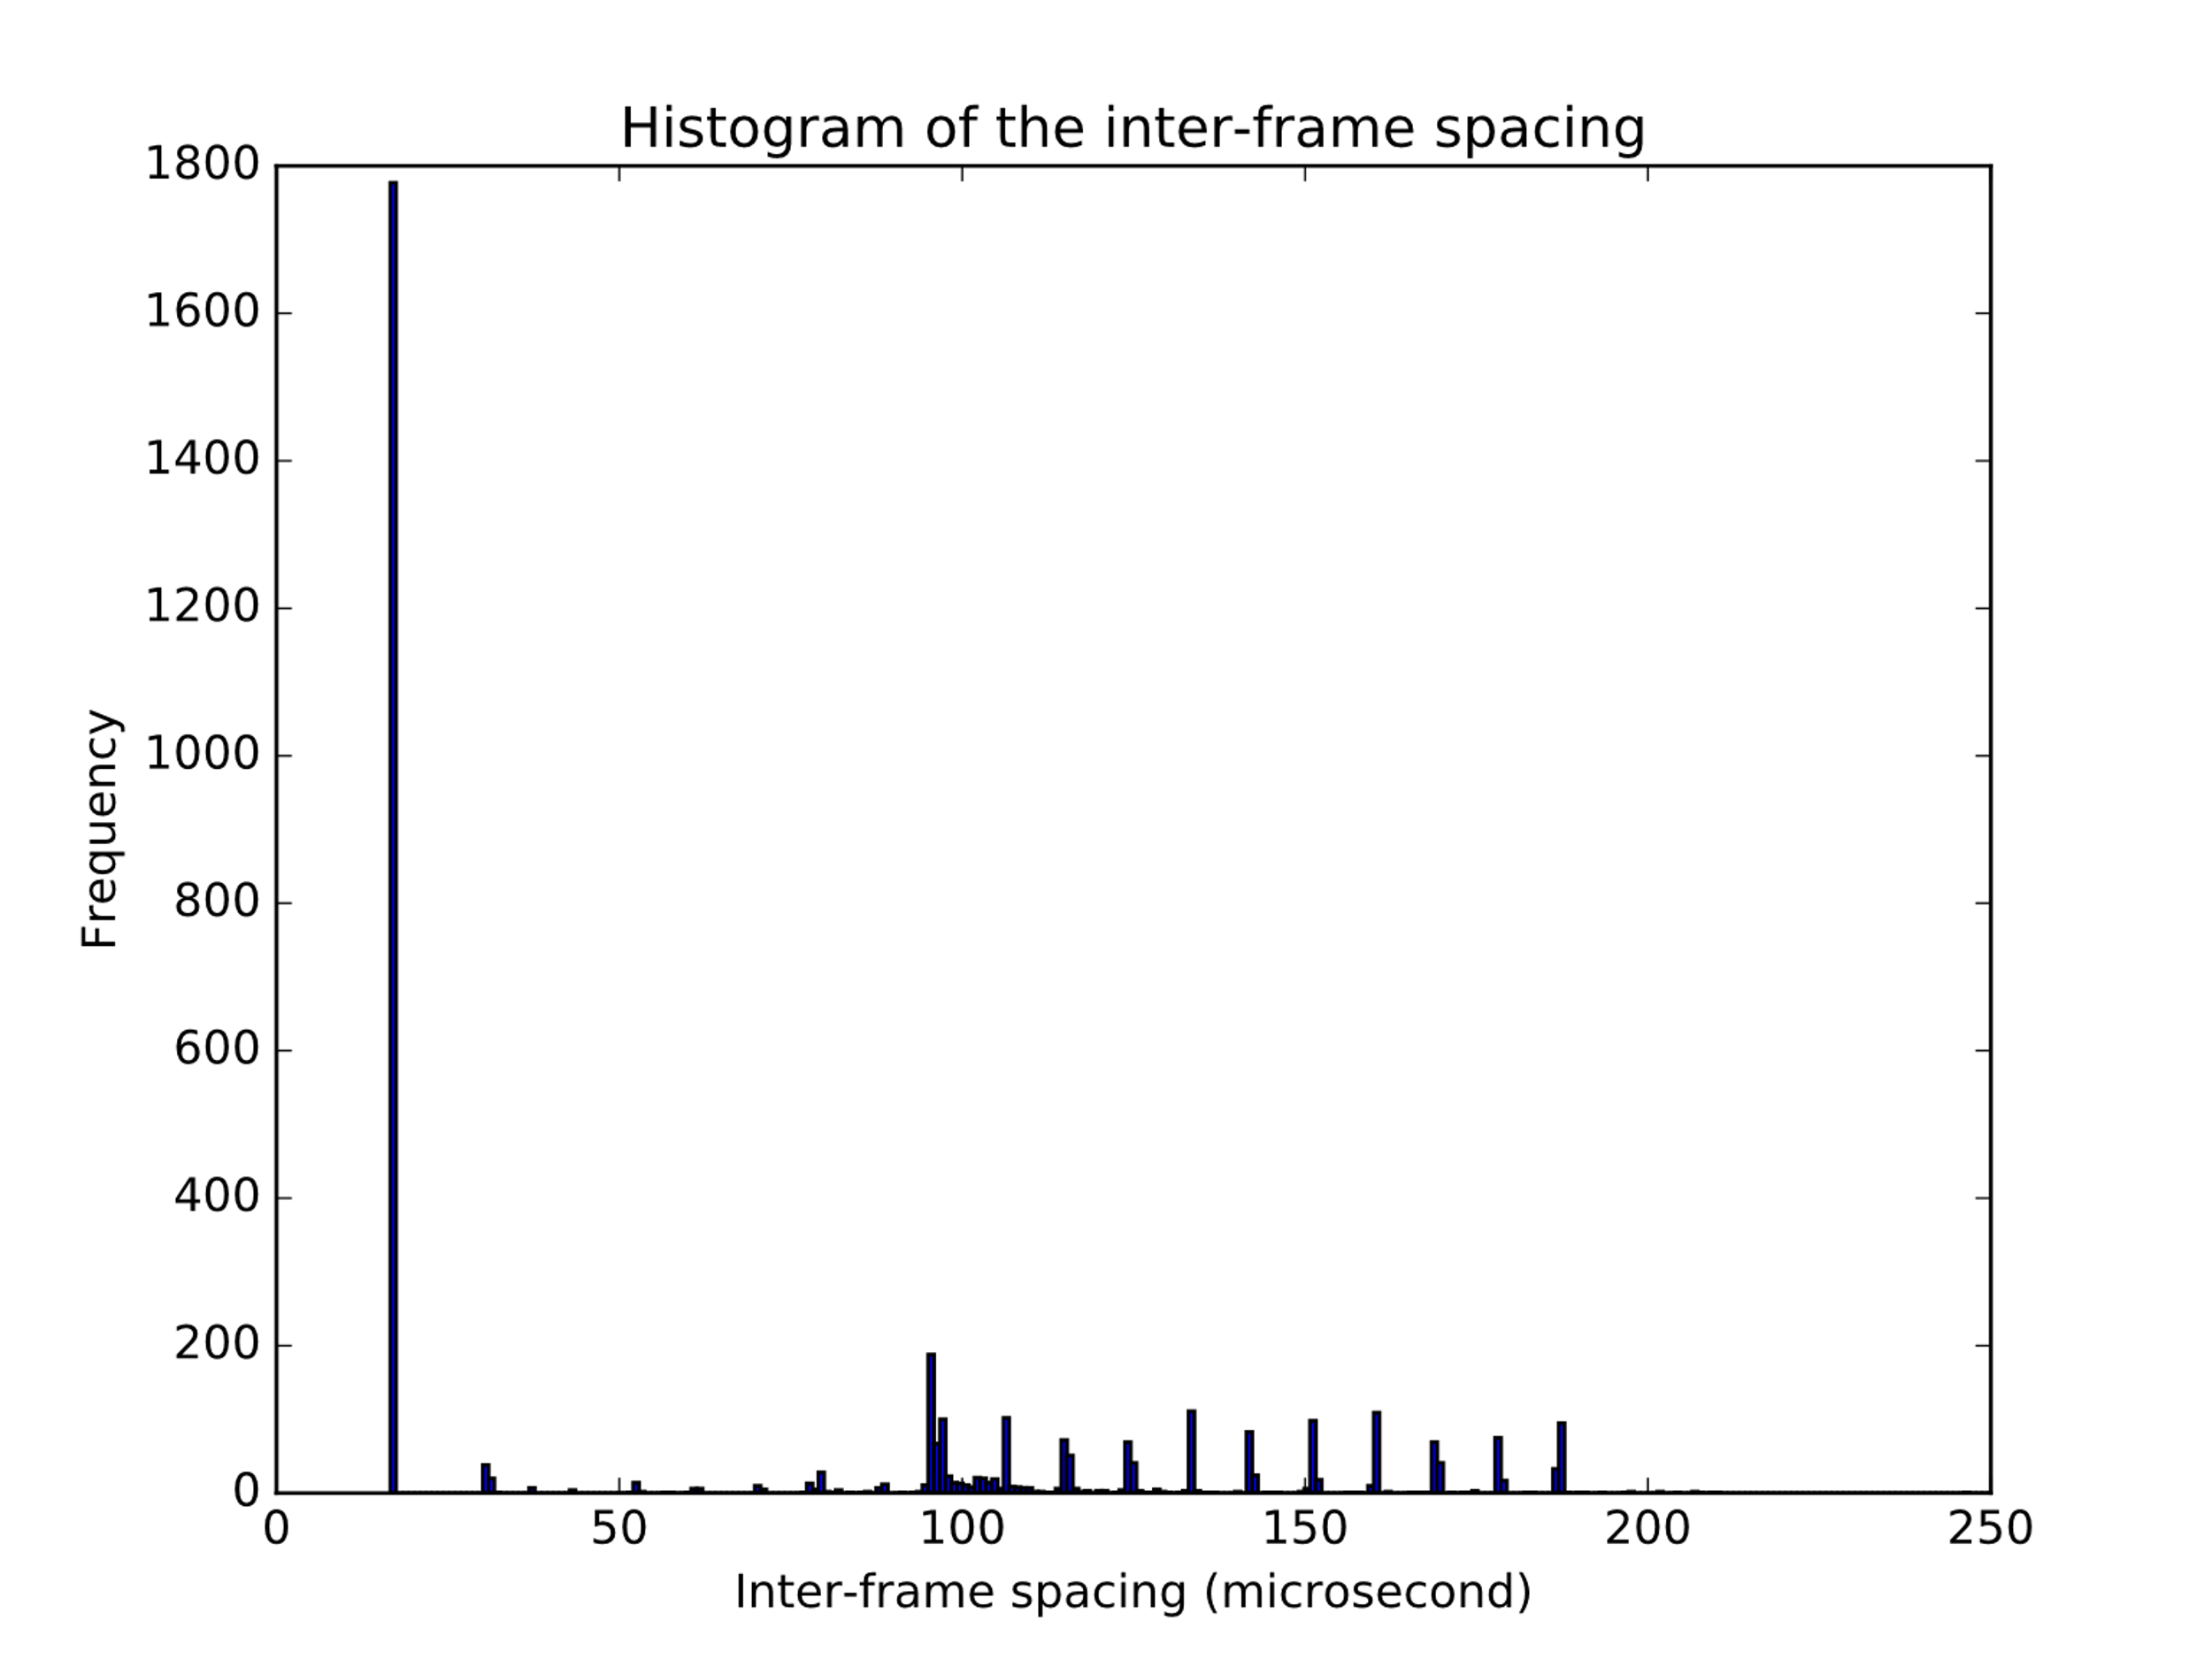 Histogram of the inter-frame spacing
1800
1600
1400
1200
1000
800
600
400
200
0
Frequency
0 50 100 150 200 250
Inter-frame spacing (microsecond)